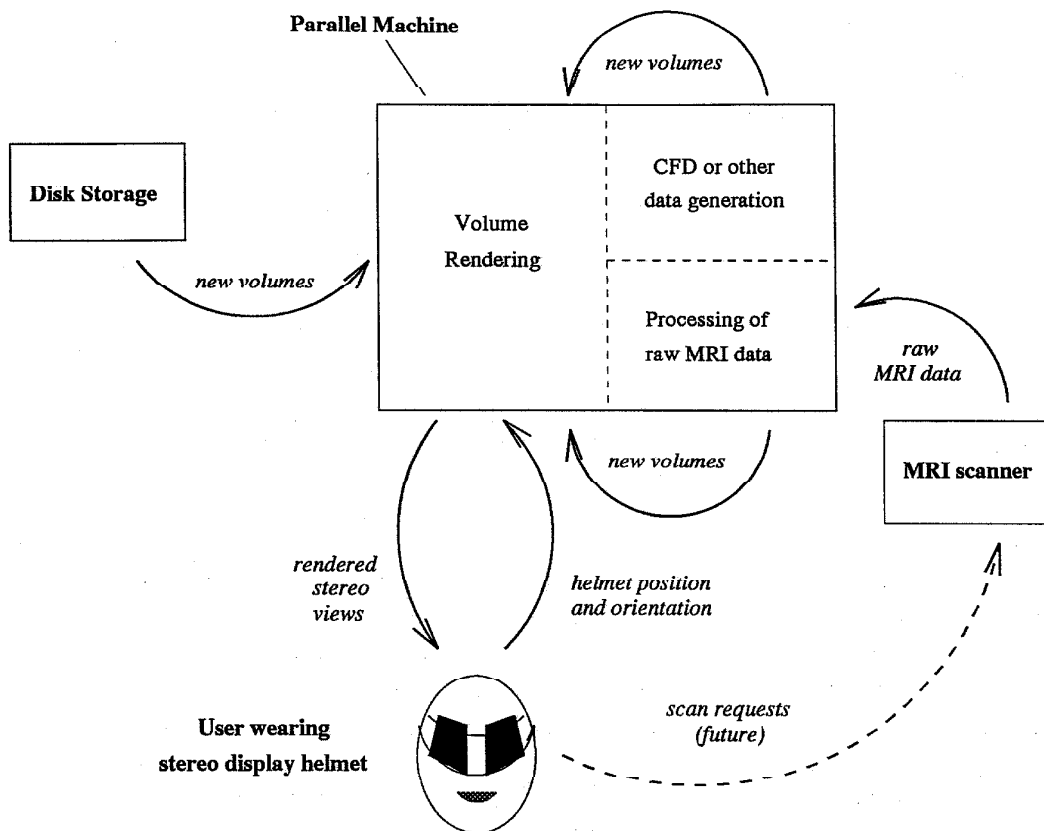 Parallel Machine
new volumes
Disk Storage
CFD or other
data generation
Volume
Rendering
new volumes
Processing of
raw MRI data
raw
MRI data
new volumes
MRI scanner
rendered
stereo
views
helmet position
and orientation
User wearing
stereo display helmet
scan requests
(future)